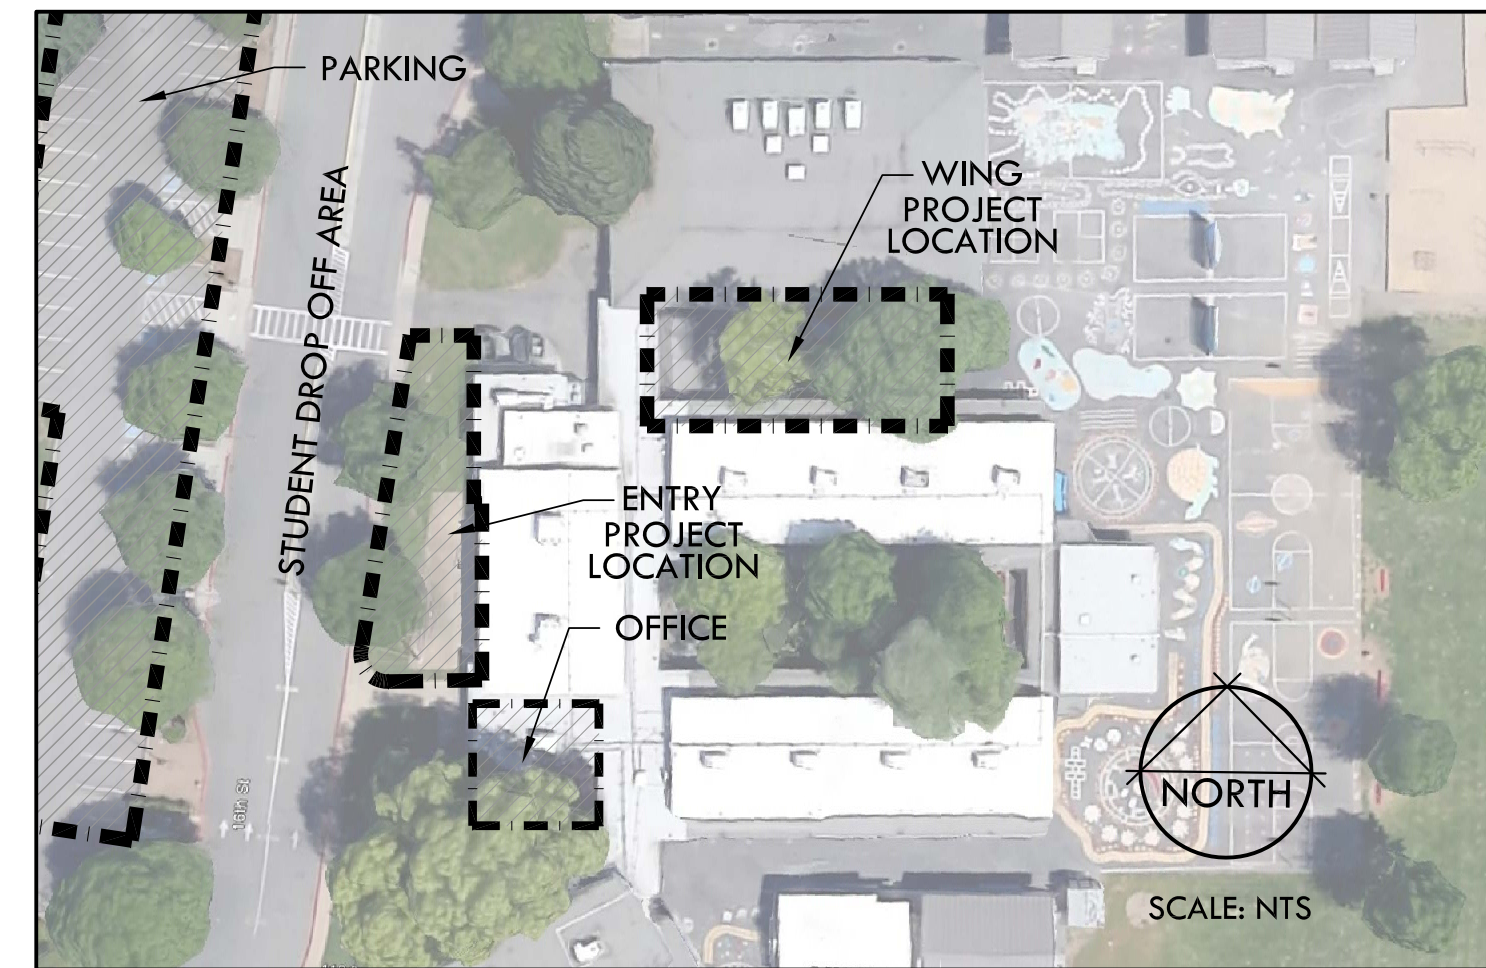 PARKING
STUDENT DROP OFF AREA
WING
PROJECT
LOCATION
ENTRY
PROJECT
LOCATION
OFFICE
16th St
NORTH
SCALE: NTS